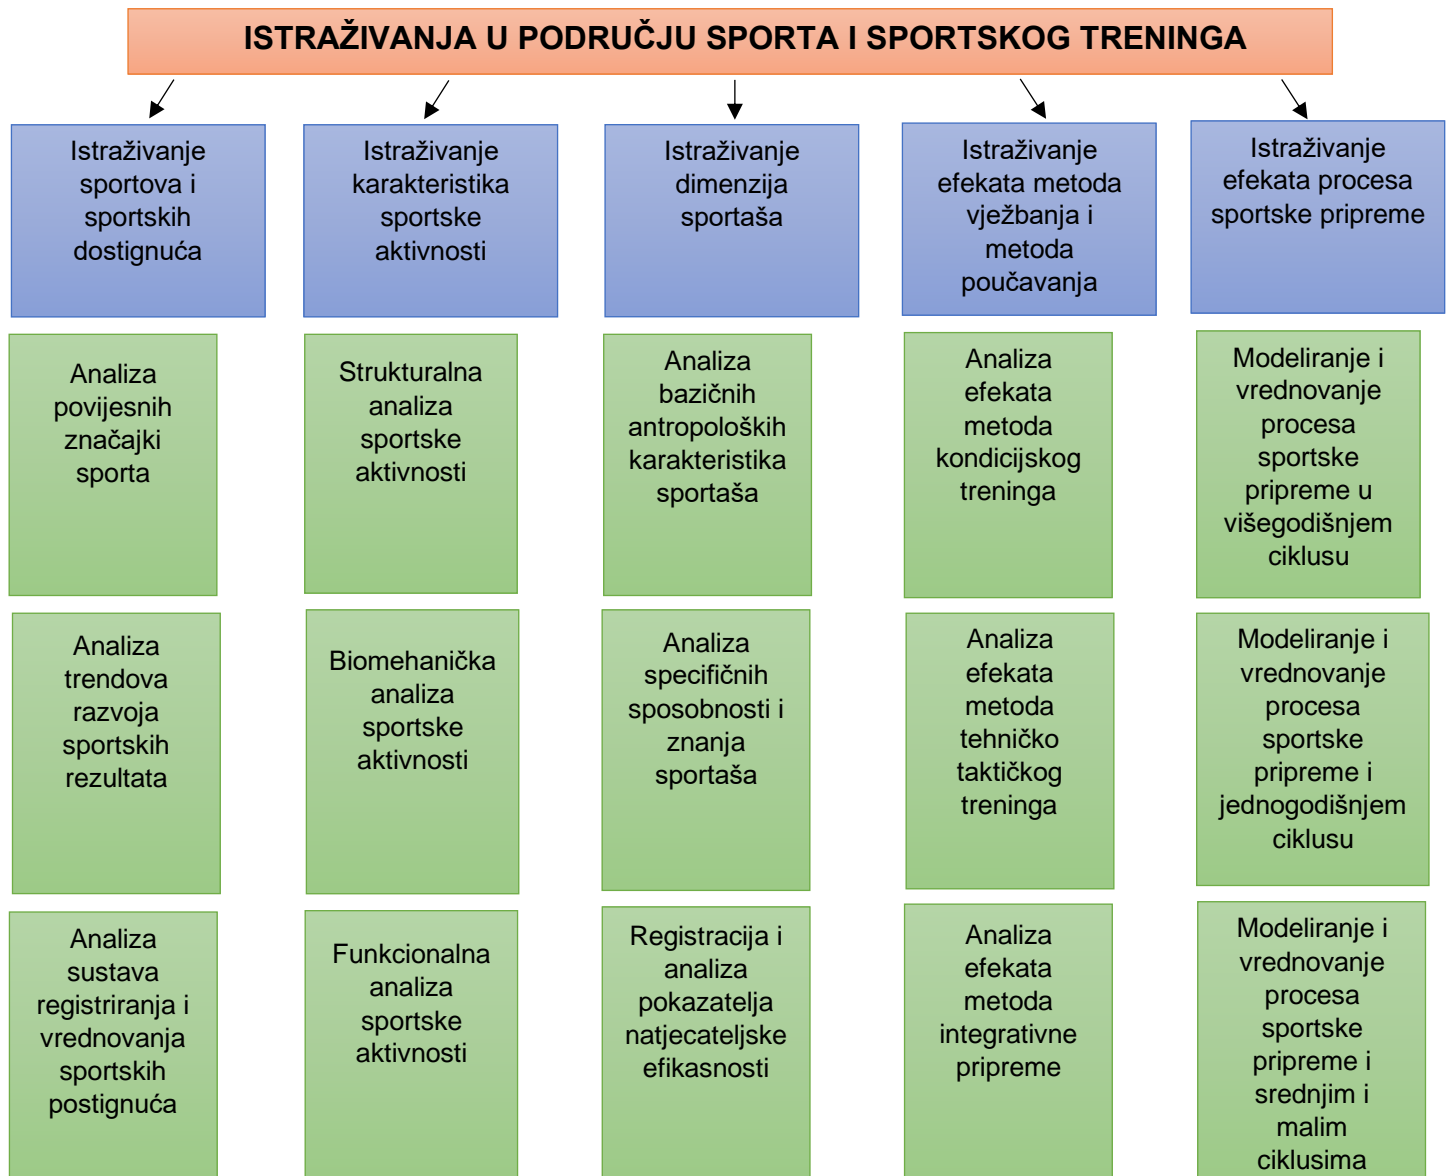 ISTRAŽIVANJA U PODRUČJU SPORTA I SPORTSKOG TRENINGA
Istraživanje
sportova i
sportskih
dostignuća
Istraživanje
karakteristika
sportske
aktivnosti
Istraživanje
dimenzija
sportaša
Istraživanje
efekata metoda
vježbanja i
metoda
poučavanja
Istraživanje
efekata procesa
sportske pripreme
Analiza
povijesnih
značajki
sporta
Strukturalna
analiza
sportske
aktivnosti
Analiza
bazičnih
antropoloških
karakteristika
sportaša
Analiza
efekata
metoda
kondicijskog
treninga
Modeliranje i
vrednovanje
procesa
sportske
pripreme u
višegodišnjem
ciklusu
Analiza
trendova
razvoja
sportskih
rezultata
Biomehanička
analiza
sportske
aktivnosti
Analiza
specifičnih
sposobnosti i
znanja
sportaša
Analiza
efekata
metoda
tehničko
taktičkog
treninga
Modeliranje i
vrednovanje
procesa
sportske
pripreme i
jednogodišnjem
ciklusu
Analiza
sustava
registriranja i
vrednovanja
sportskih
postignuća
Funkcionalna
analiza
sportske
aktivnosti
Registracija i
analiza
pokazatelja
natjecateljske
efikasnosti
Analiza
efekata
metoda
integrativne
pripreme
Modeliranje i
vrednovanje
procesa
sportske
pripreme i
srednjim i
malim
ciklusima